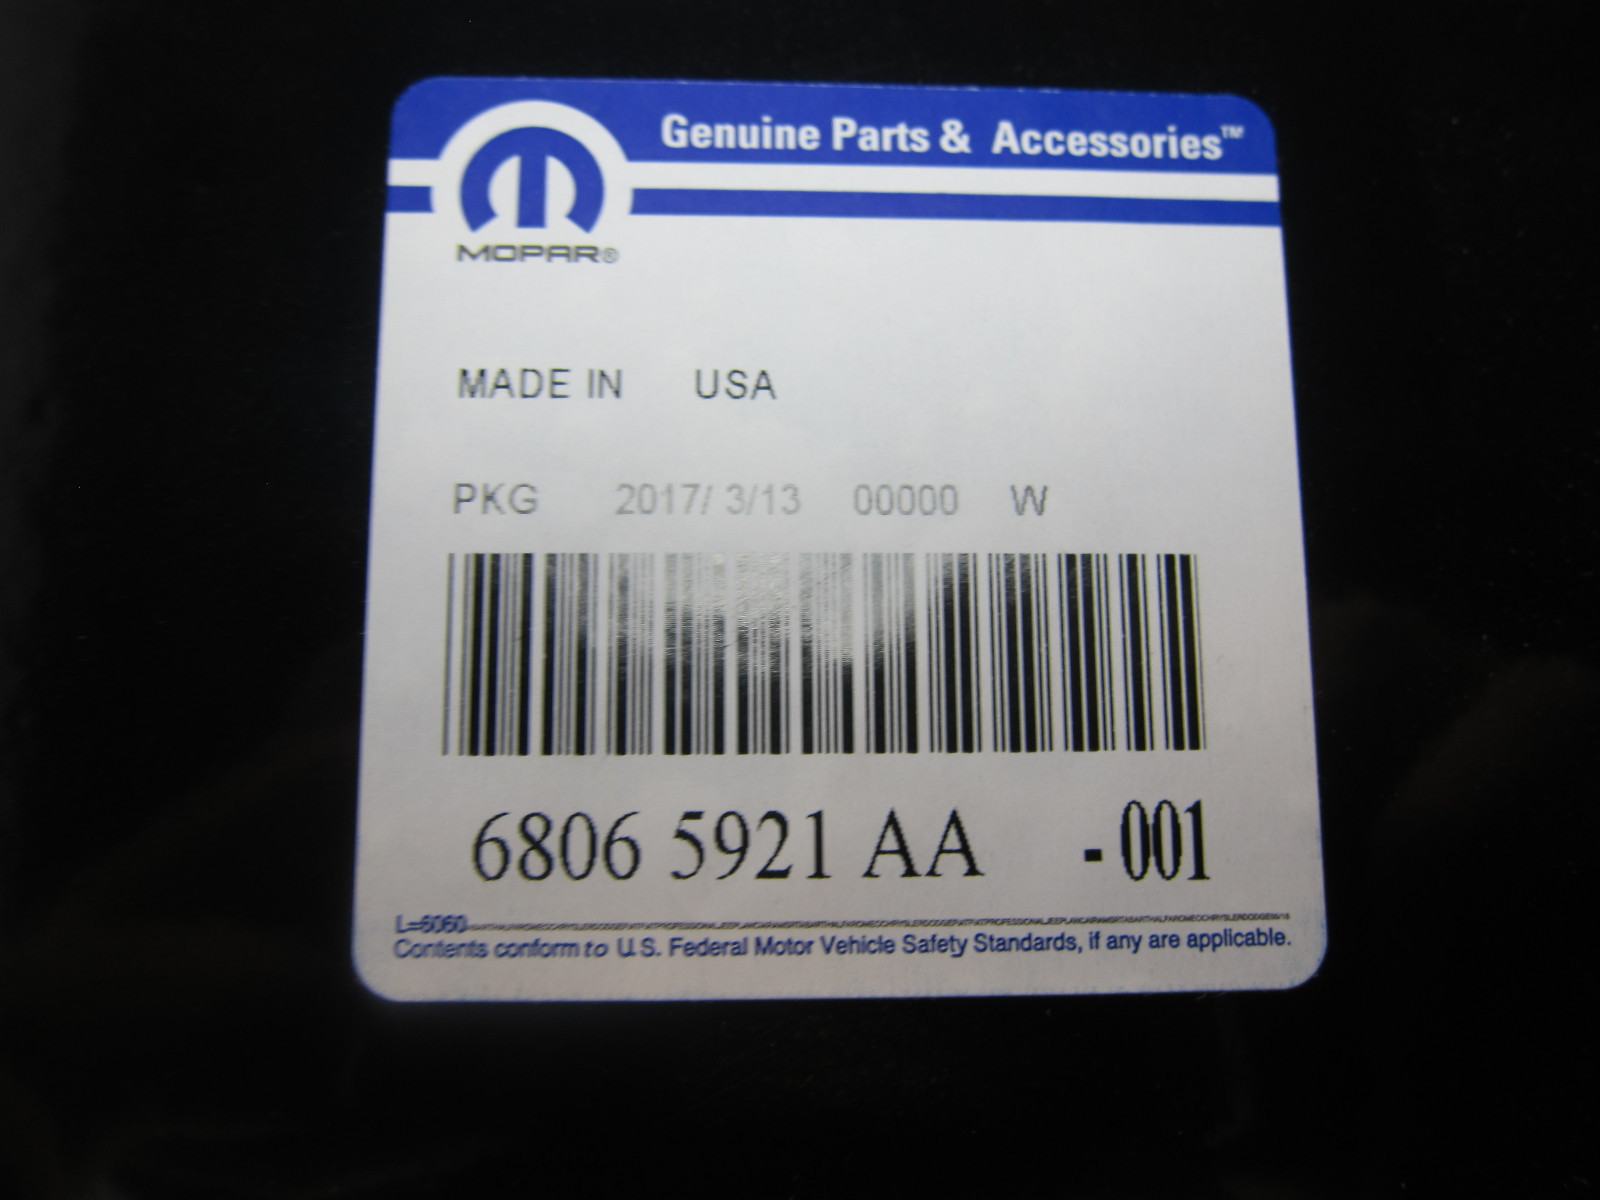 Genuine Parts & Accessories™
MOPAR®
MADE IN USA
PKG 2017/ 3/13 00000 W
6806 5921 AA - 001
L=6060
Contents conform to U.S. Federal Motor Vehicle Safety Standards, if any are applicable.